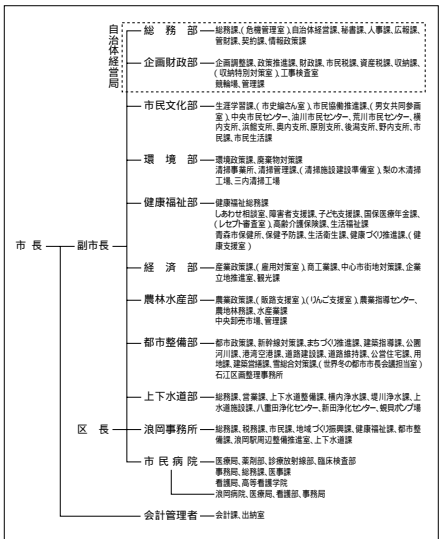 自治体経営局
総務部 総務課,(危機管理室),自治体経営課, 秘書課, 人事課, 広報課,
管財課, 契約課, 情報政策課
企画財政部 企画調整課, 政策推進課, 財政課, 市民税課, 資産税課, 収納課,
(収納特別対策室),工事検査室
競輪場, 管理課
市民文化部 生涯学習課,(市史編さん室),市民協働推進課,(男女共同参画
室),中央市民センター, 油川市民センター, 荒川市民センター, 横
内支所, 浜館支所, 奥内支所, 原別支所, 後潟支所, 野内支所, 市
民課, 市民生活課
環境部 環境政策課, 廃棄物対策課
清掃事業所, 清掃管理課,(清掃施設建設準備室),梨の木清掃
工場, 三内清掃工場
健康福祉部 健康福祉総務課
しあわせ相談室, 障害者支援課, 子ども支援課, 国保医療年金課,
(レセプト審査室),高齢介護保険課, 生活福祉課
青森市保健所, 保健予防課, 生活衛生課, 健康づくり推進課,(健
康支援室)
市長 副市長 経済部 産業政策課,(雇用対策室),商工業課, 中心市街地対策課, 企業
立地推進室, 観光課
農林水産部 農業政策課,(販路支援室),(りんご支援室),農業指導センター,
農地林務課, 水産業課
中央卸売市場, 管理課
都市整備部 都市政策課, 新幹線対策課, まちづくり推進課, 建築指導課, 公園
河川課, 港湾空港課, 道路建設課, 道路維持課, 公営住宅課, 用
地課, 建築営繕課, 雪総合対策課,(世界冬の都市市長会議担当室)
石江区画整理事務所
上下水道部 総務課, 営業課, 上下水道整備課, 横内浄水課, 堤川浄水課, 上
水道施設課, 八重田浄化センター, 新田浄化センター, 蜆貝ポンプ場
区長 浪岡事務所 総務課, 税務課, 市民課, 地域づくり振興課, 健康福祉課, 都市整
備課, 浪岡駅周辺整備推進室, 上下水道課
市民病院 医療局, 薬剤部, 診療放射線部, 臨床検査部
事務局, 総務課, 医事課
看護局, 高等看護学院
浪岡病院, 医療局, 看護部, 事務局
会計管理者 会計課, 出納室